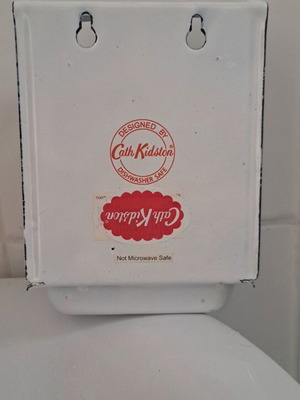 DESIGNED BY
Cath Kidston®
DISHWASHER SAFE
Cath Kidston
Not Microwave Safe